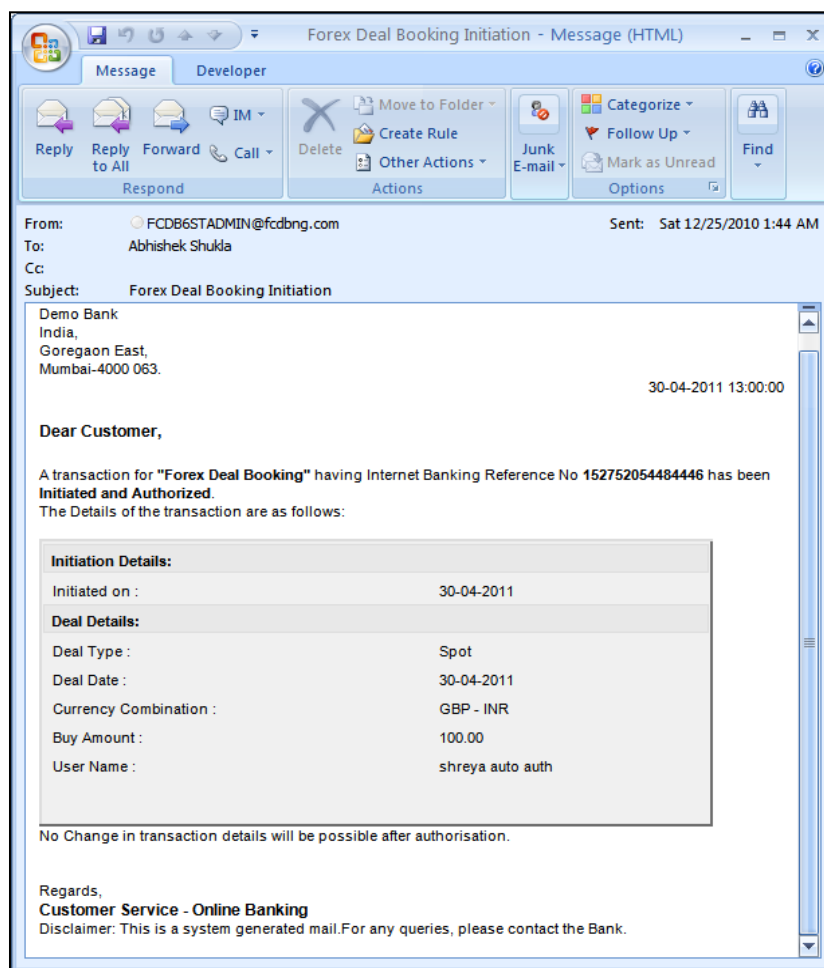 Forex Deal Booking Initiation - Message (HTML)
Message Developer
Reply
Reply to All
Forward
IM
Call
Respond
Delete
Move to Folder
Create Rule
Other Actions
Actions
Junk E-mail
Categorize
Follow Up
Mark as Unread
Options
Find
From: FCDB6STADMIN@fcdbng.com Sent: Sat 12/25/2010 1:44 AM
To: Abhishek Shukla
Cc:
Subject: Forex Deal Booking Initiation
Demo Bank
India,
Goregaon East,
Mumbai-4000 063.
30-04-2011 13:00:00
Dear Customer,
A transaction for "Forex Deal Booking" having Internet Banking Reference No 152752054484446 has been
Initiated and Authorized.
The Details of the transaction are as follows:
Initiation Details:
Initiated on : 30-04-2011
Deal Details:
Deal Type : Spot
Deal Date : 30-04-2011
Currency Combination : GBP - INR
Buy Amount : 100.00
User Name : shreya auto auth
No Change in transaction details will be possible after authorisation.
Regards,
Customer Service - Online Banking
Disclaimer: This is a system generated mail.For any queries, please contact the Bank.